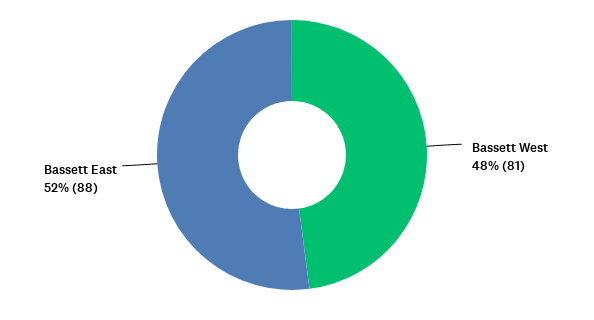 Bassett West
48% (81)
Bassett East
52% (88)